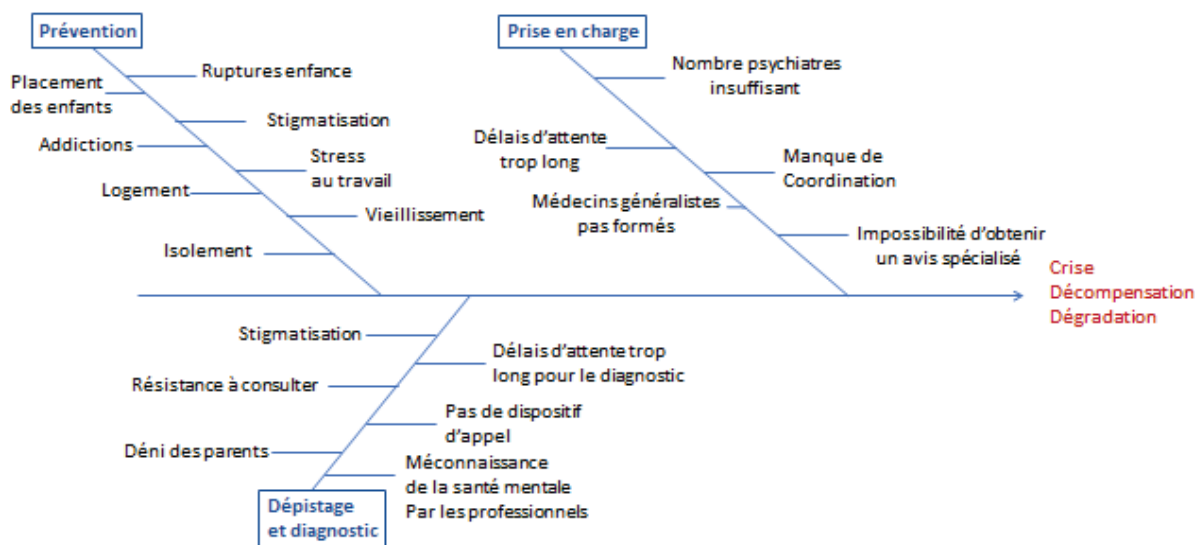 Prévention
Ruptures enfance
Placement
des enfants
Stigmatisation
Addictions
Stress
au travail
Logement
Vieillissement
Isolement
Prise en charge
Nombre psychiatres
insuffisant
Délais d'attente
trop long
Manque de
Coordination
Médecins généralistes
pas formés
Impossibilité d'obtenir
un avis spécialisé
Crise
Décompensation
Dégradation
Stigmatisation
Délais d'attente trop
long pour le diagnostic
Résistance à consulter
Pas de dispositif
d'appel
Déni des parents
Méconnaissance
de la santé mentale
Par les professionnels
Dépistage
et diagnostic